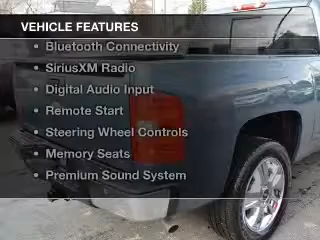 VEHICLE FEATURES
• Bluetooth Connectivity
• SiriusXM Radio
• Digital Audio Input
• Remote Start
• Steering Wheel Controls
• Memory Seats
• Premium Sound System